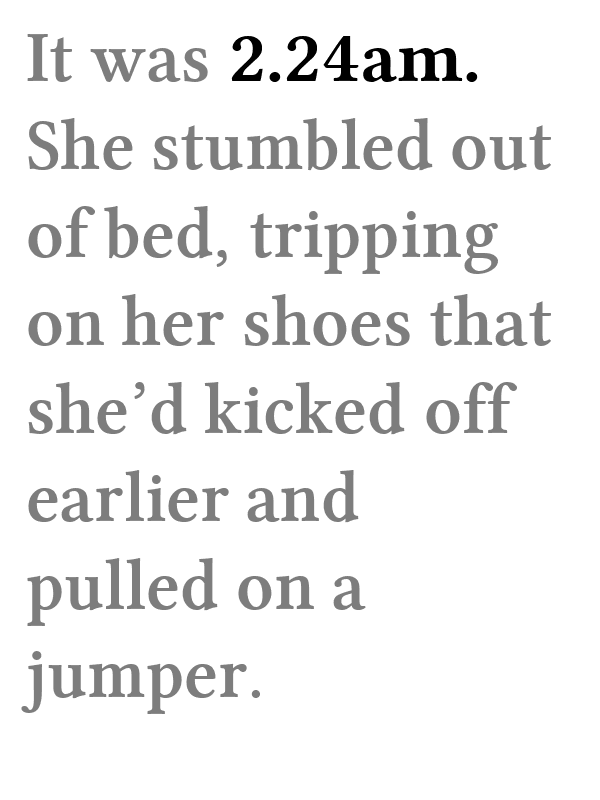 It was 2.24am.
She stumbled out
of bed, tripping
on her shoes that
she’d kicked off
earlier and
pulled on a
jumper.